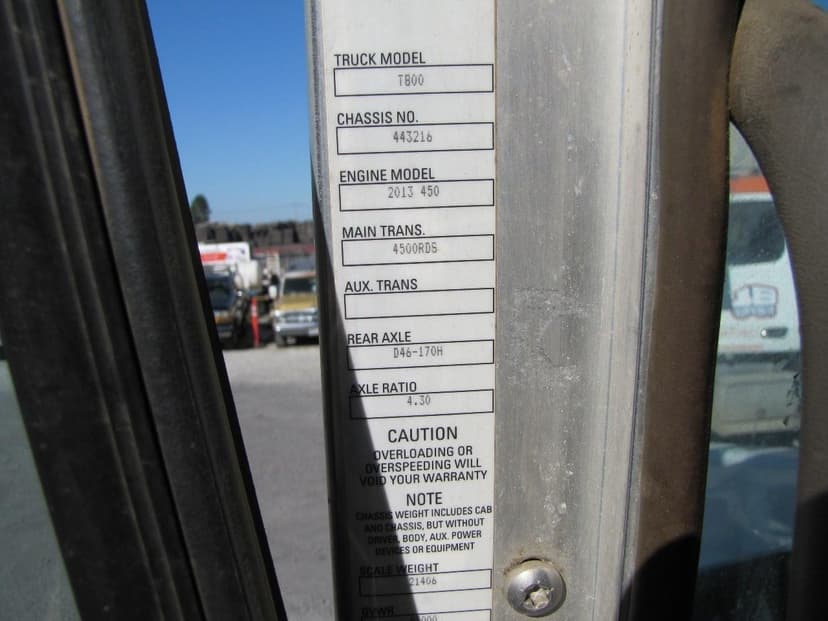 TRUCK MODEL
T800
CHASSIS NO.
443216
ENGINE MODEL
2013 450
MAIN TRANS.
4500RDS
AUX. TRANS
REAR AXLE
D46-170H
AXLE RATIO
4.30
CAUTION
OVERLOADING OR
OVERSPEEDING WILL
VOID YOUR WARRANTY
NOTE
CHASSIS WEIGHT INCLUDES CAB
AND CHASSIS, BUT WITHOUT
DRIVER, BODY, AUX. POWER
DEVICES OR EQUIPMENT
SCALE WEIGHT
21406
GVWR